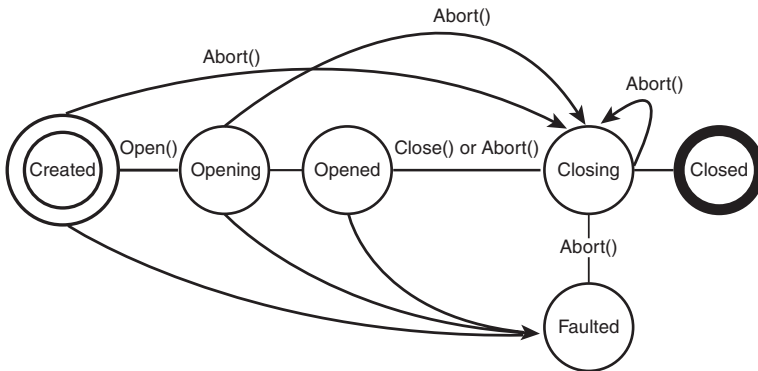 Abort()
Abort()
Abort()
Created
Open()
Opening
Opened
Close() or Abort()
Closing
Closed
Abort()
Faulted